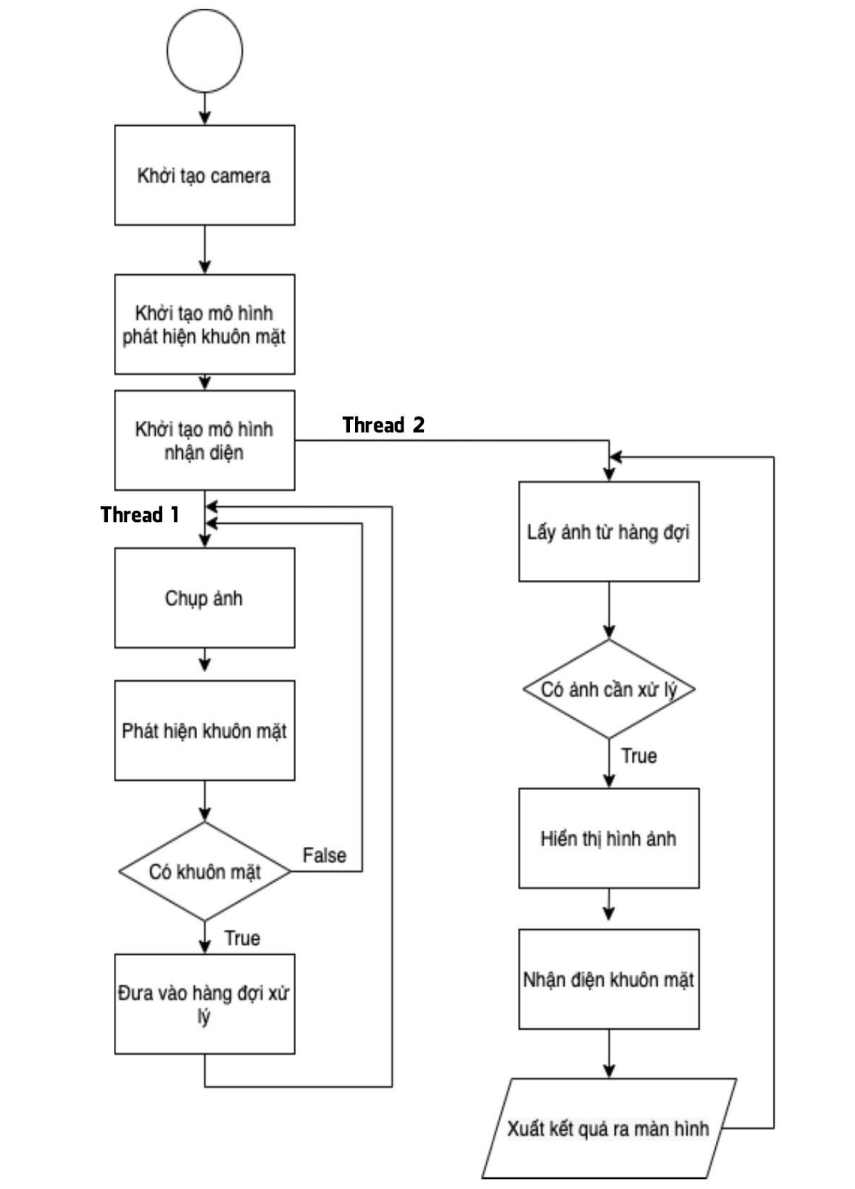 Khởi tạo camera
Khởi tạo mô hình
phát hiện khuôn mặt
Khởi tạo mô hình
nhận diện
Thread 2
Thread 1
Chụp ảnh
Phát hiện khuôn mặt
Có khuôn mặt
False
True
Đưa vào hàng đợi xử
lý
Lấy ảnh từ hàng đợi
Có ảnh cần xử lý
True
Hiển thị hình ảnh
Nhận điện khuôn mặt
Xuất kết quả ra màn hình